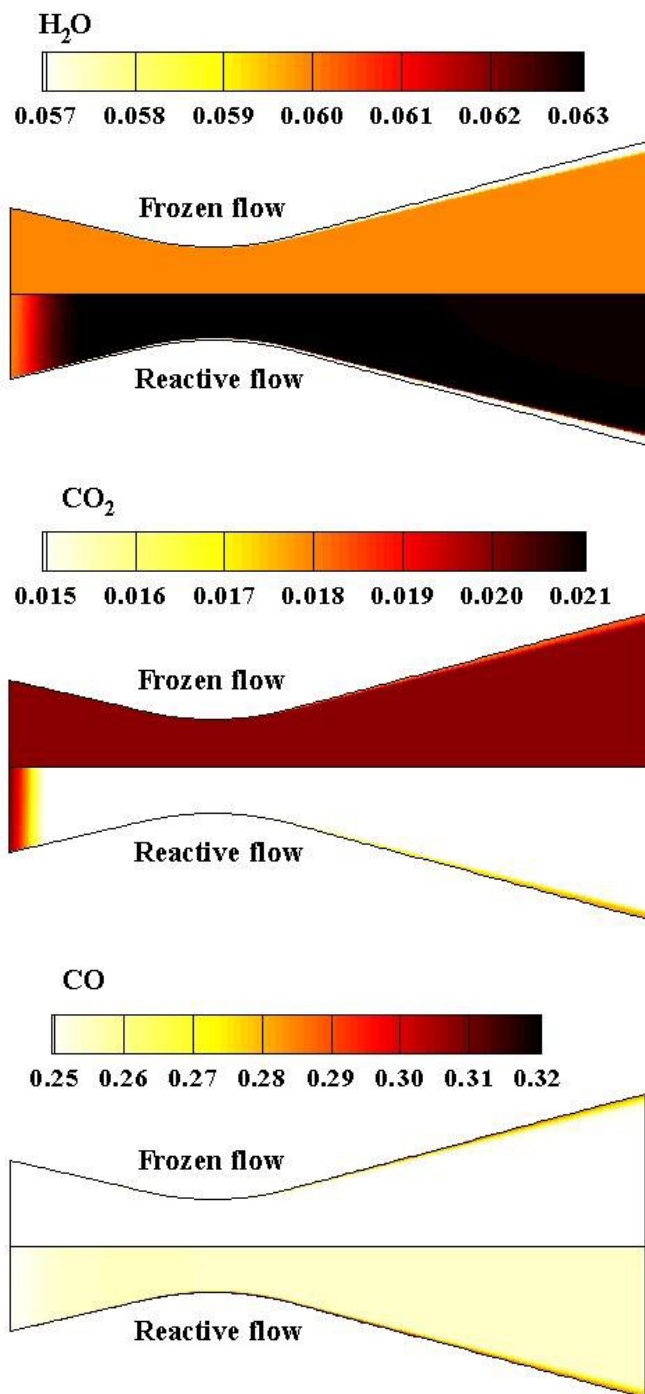 H₂O
0.057 0.058 0.059 0.060 0.061 0.062 0.063
Frozen flow
Reactive flow
CO₂
0.015 0.016 0.017 0.018 0.019 0.020 0.021
Frozen flow
Reactive flow
CO
0.25 0.26 0.27 0.28 0.29 0.30 0.31 0.32
Frozen flow
Reactive flow